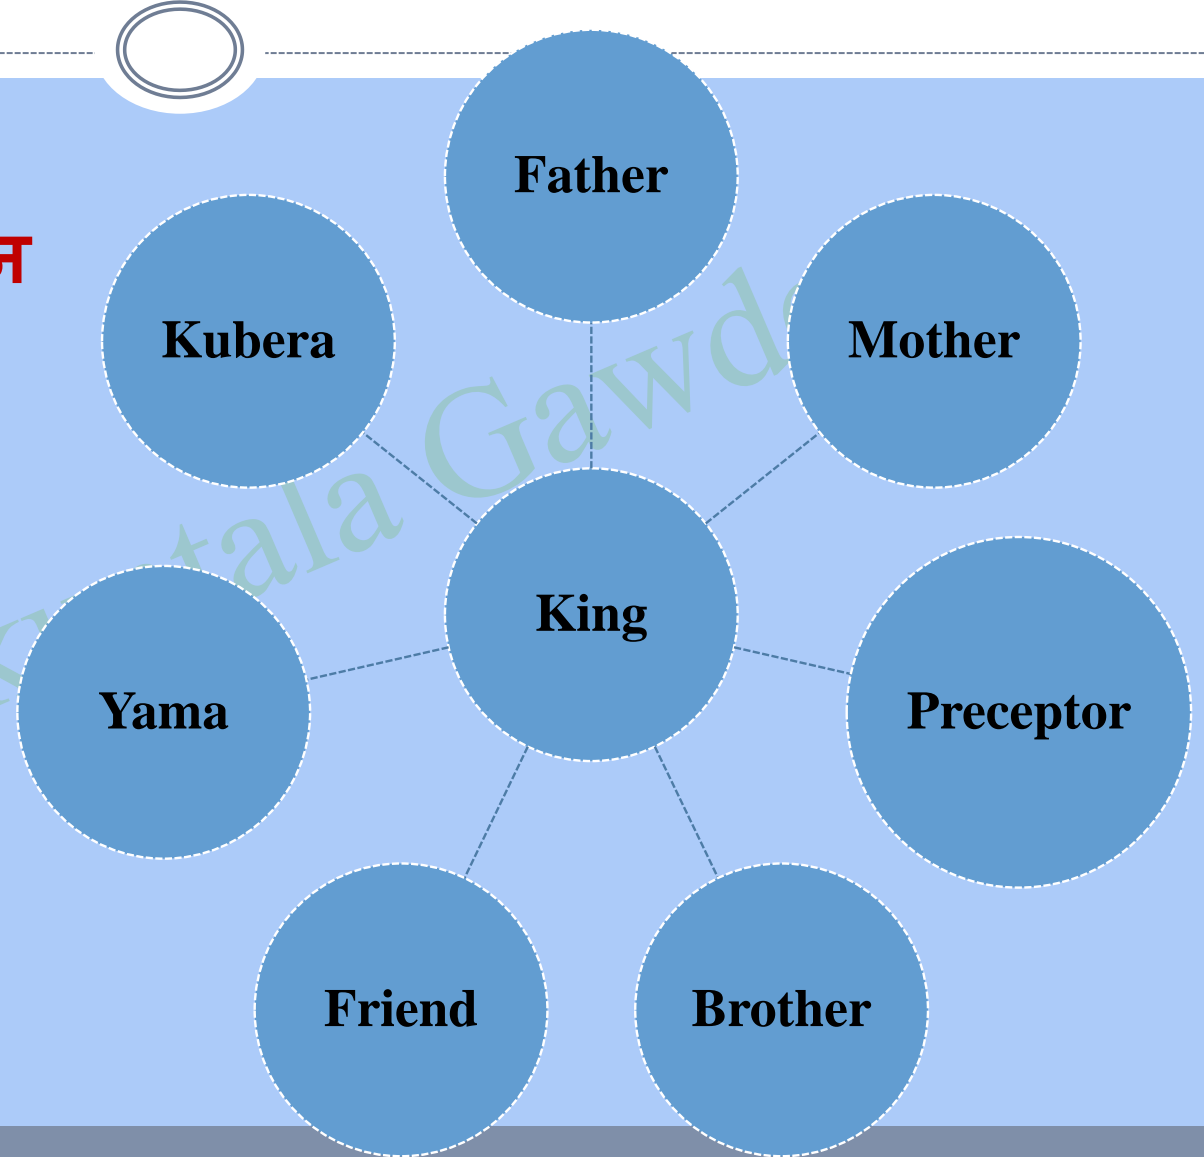 Father
Kubera
Mother
King
Yama
Preceptor
Friend
Brother